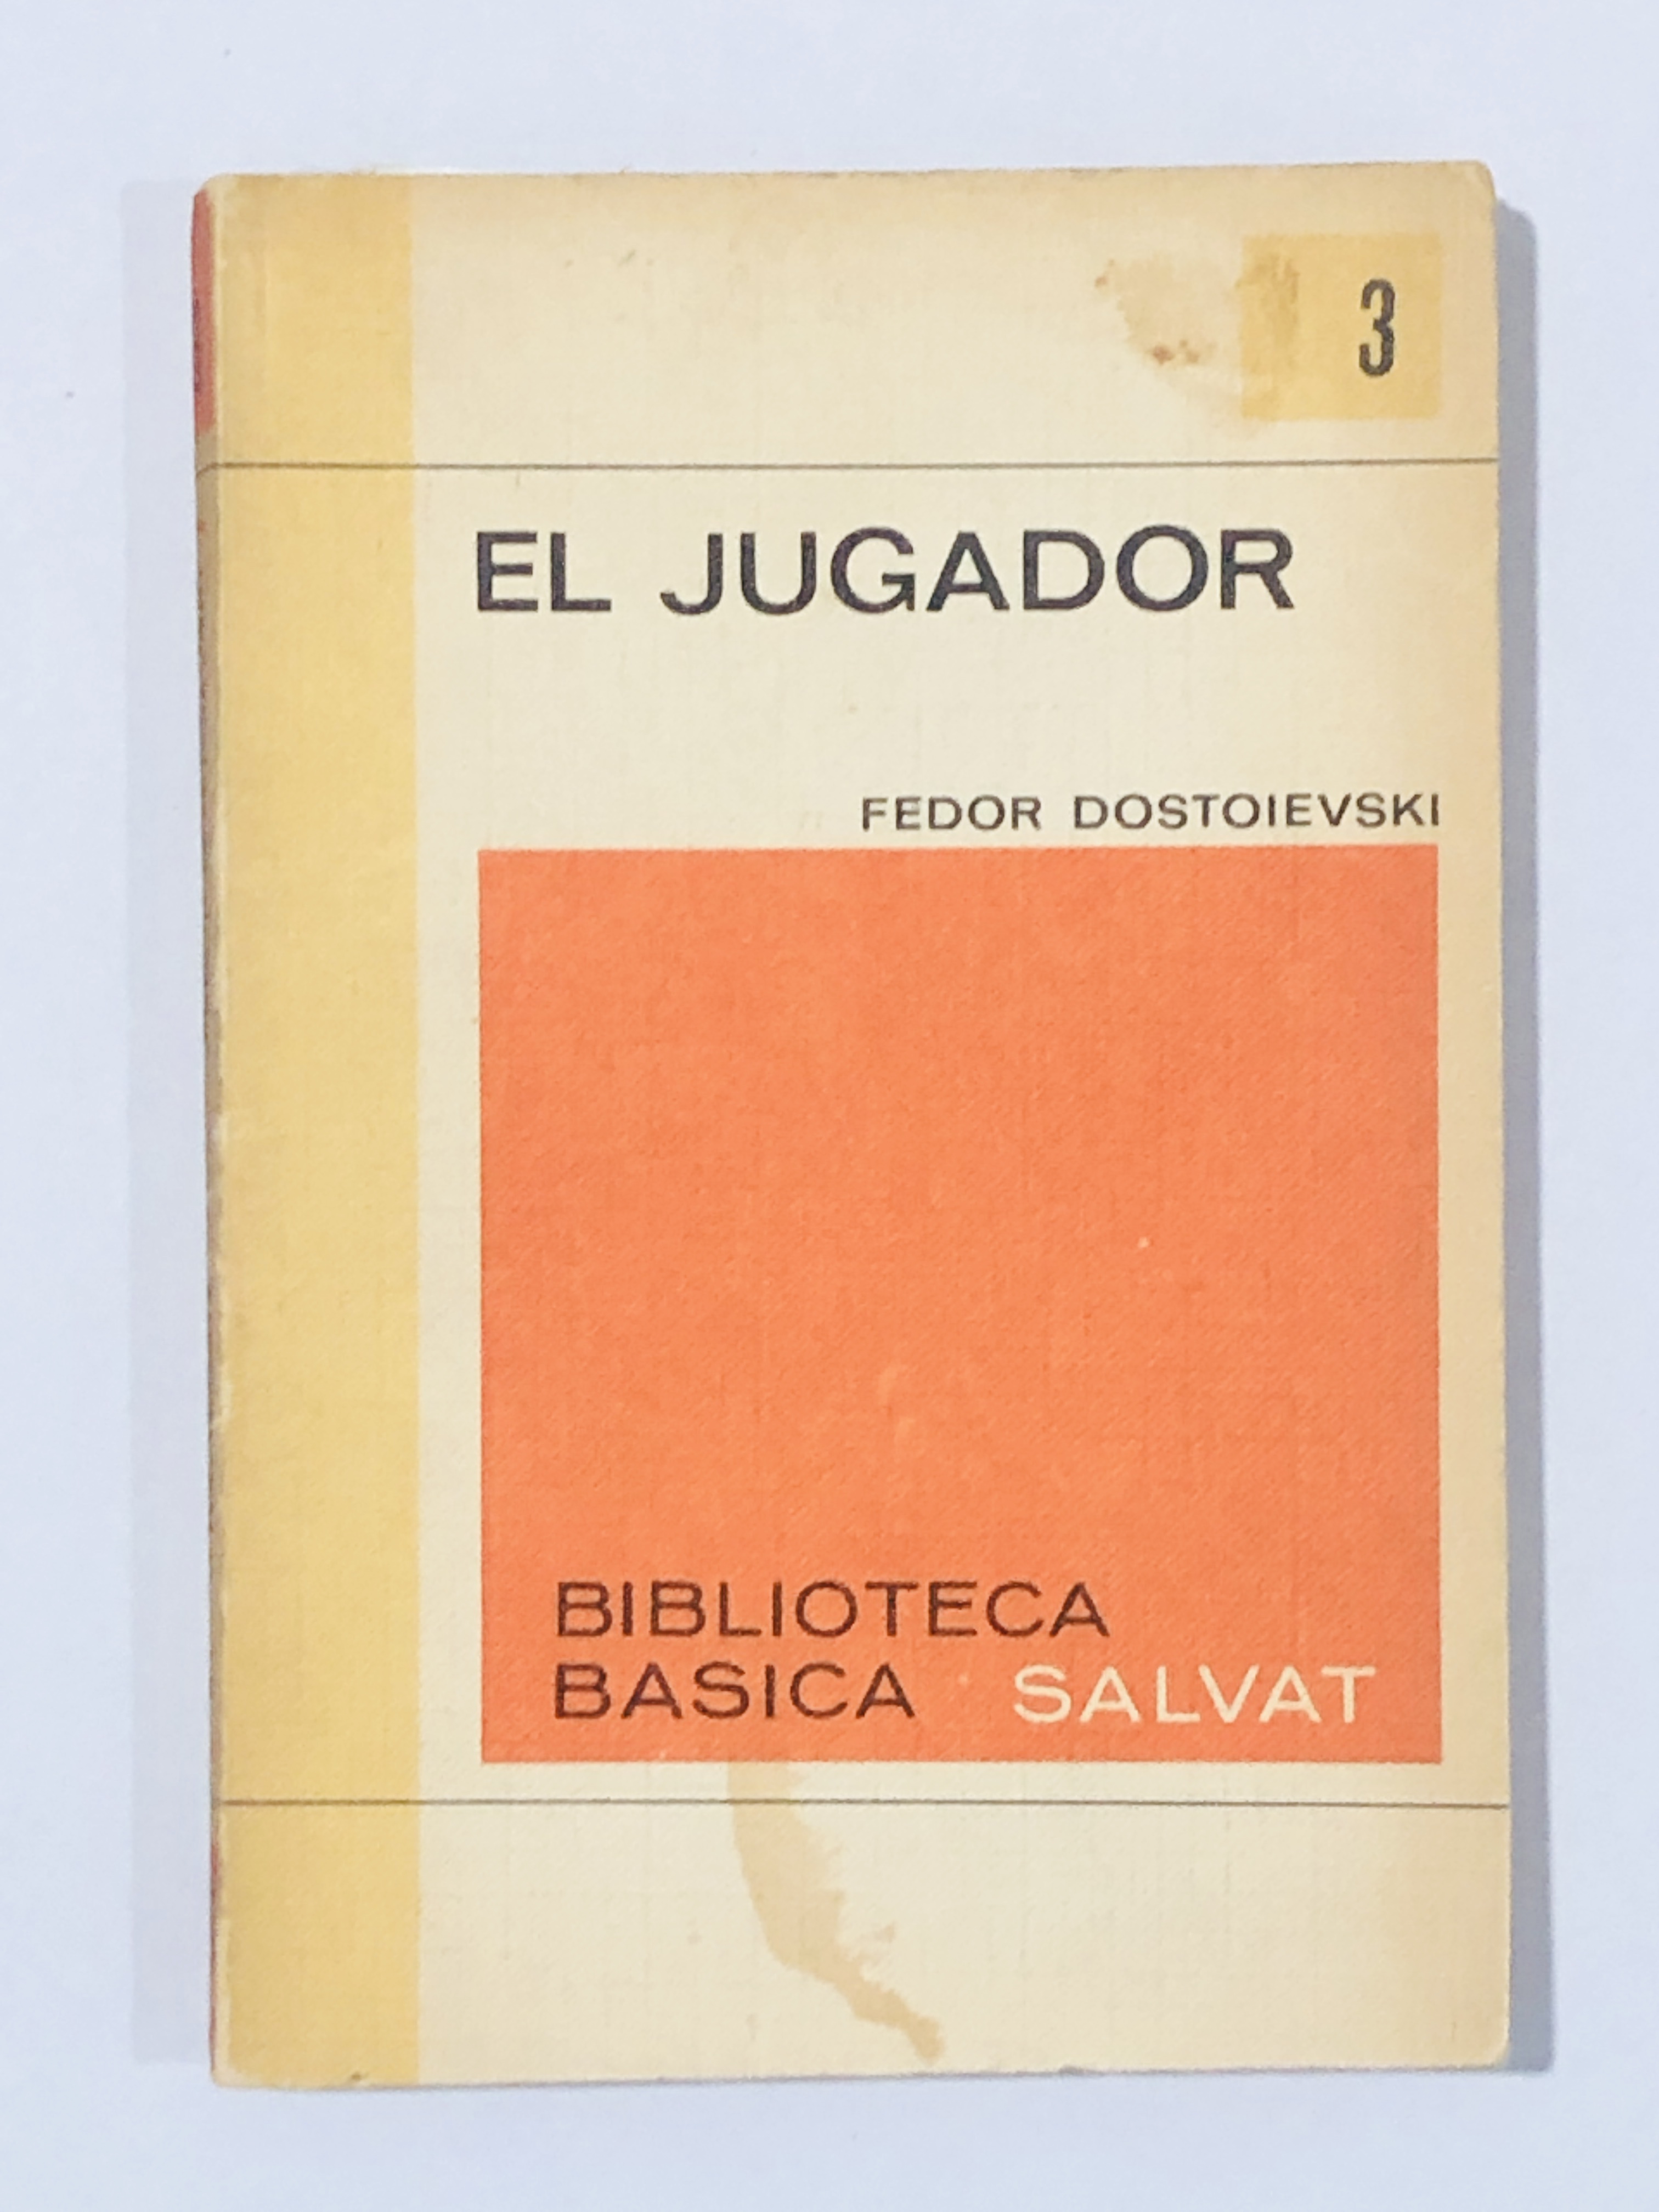 3
EL JUGADOR
FEDOR DOSTOIEVSKI
BIBLIOTECA
BASICA SALVAT